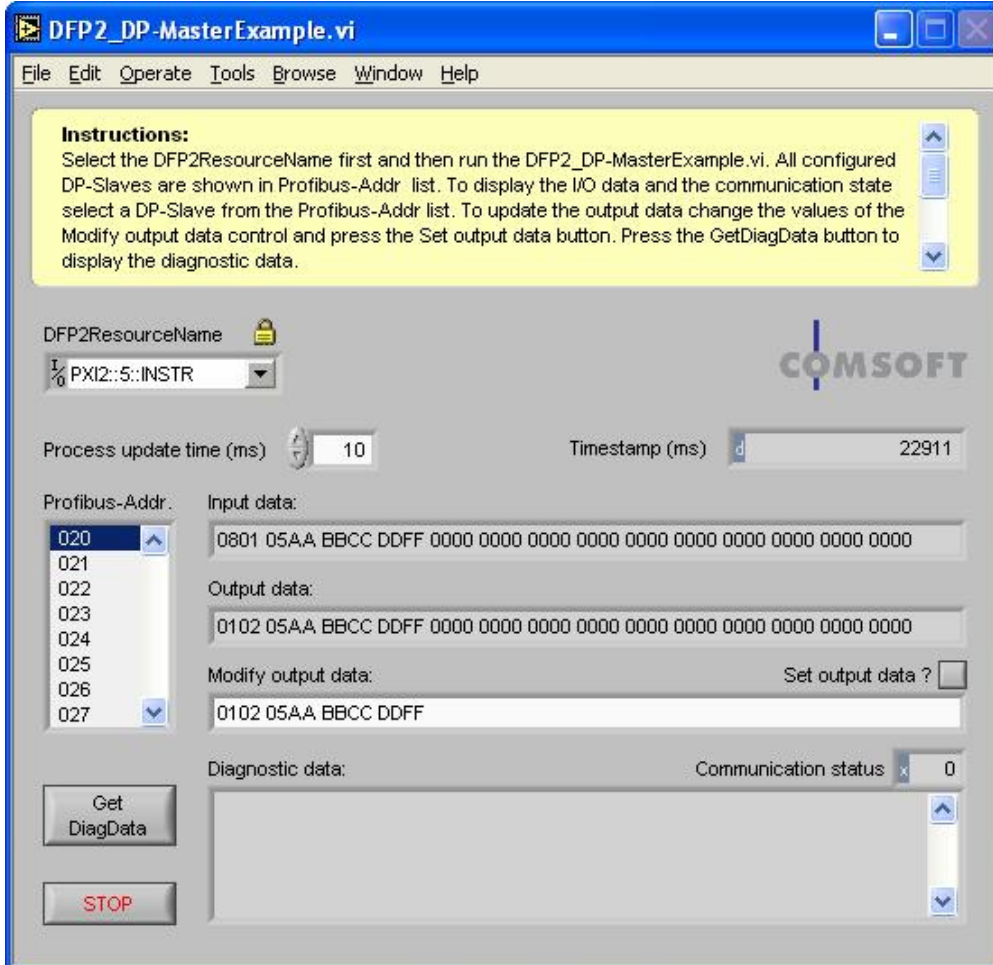 DFP2_DP-MasterExample.vi
File Edit Operate Tools Browse Window Help
Instructions:
Select the DFP2ResourceName first and then run the DFP2_DP-MasterExample.vi. All configured
DP-Slaves are shown in Profibus-Addr list. To display the I/O data and the communication state
select a DP-Slave from the Profibus-Addr list. To update the output data change the values of the
Modify output data control and press the Set output data button. Press the GetDiagData button to
display the diagnostic data.
DFP2ResourceName
I/O PXI2::5::INSTR
COMSOFT
Process update time (ms) 10
Timestamp (ms) d 22911
Profibus-Addr.
020
021
022
023
024
025
026
027
Input data:
0801 05AA BBCC DDFF 0000 0000 0000 0000 0000 0000 0000 0000 0000 0000
Output data:
0102 05AA BBCC DDFF 0000 0000 0000 0000 0000 0000 0000 0000 0000 0000
Modify output data:
Set output data ?
0102 05AA BBCC DDFF
Diagnostic data:
Communication status x 0
Get
DiagData
STOP